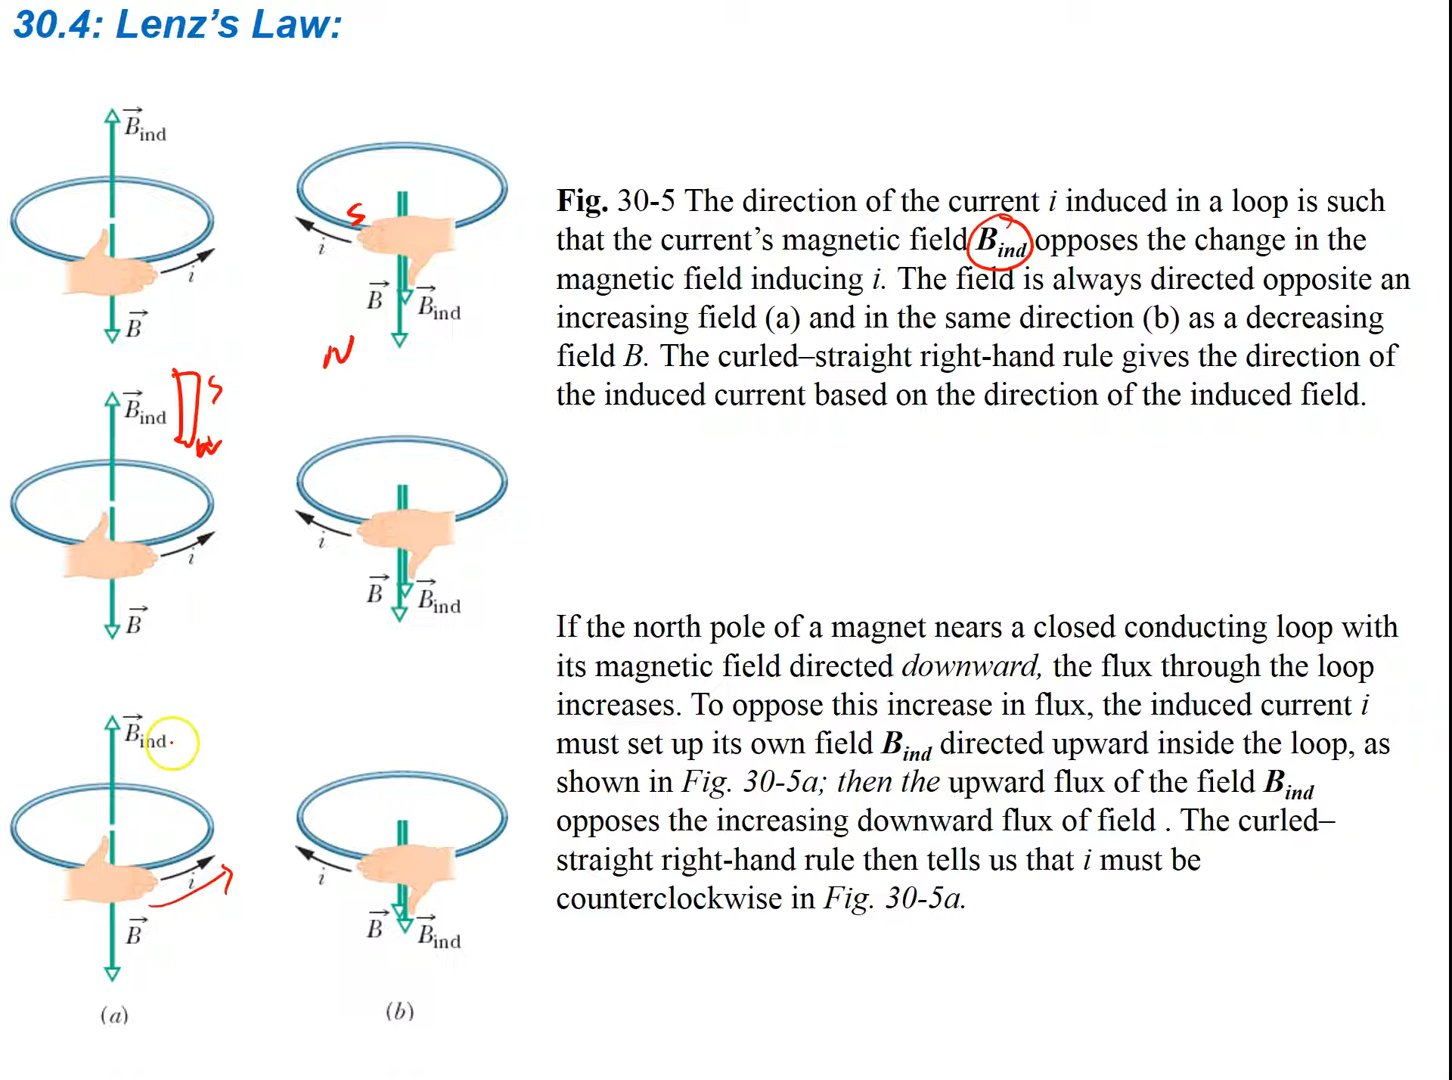 30.4: Lenz’s Law:
B⃗ind
i
B⃗
S
i
B⃗
B⃗ind
N
Fig. 30-5 The direction of the current i induced in a loop is such
that the current’s magnetic field Bind opposes the change in the
magnetic field inducing i. The field is always directed opposite an
increasing field (a) and in the same direction (b) as a decreasing
field B. The curled–straight right-hand rule gives the direction of
the induced current based on the direction of the induced field.
B⃗ind
S
N
i
B⃗
i
B⃗
B⃗ind
If the north pole of a magnet nears a closed conducting loop with
its magnetic field directed downward, the flux through the loop
increases. To oppose this increase in flux, the induced current i
must set up its own field Bind directed upward inside the loop, as
shown in Fig. 30-5a; then the upward flux of the field Bind
opposes the increasing downward flux of field . The curled–
straight right-hand rule then tells us that i must be
counterclockwise in Fig. 30-5a.
B⃗ind
i
B⃗
i
B⃗
B⃗ind
(a)
(b)